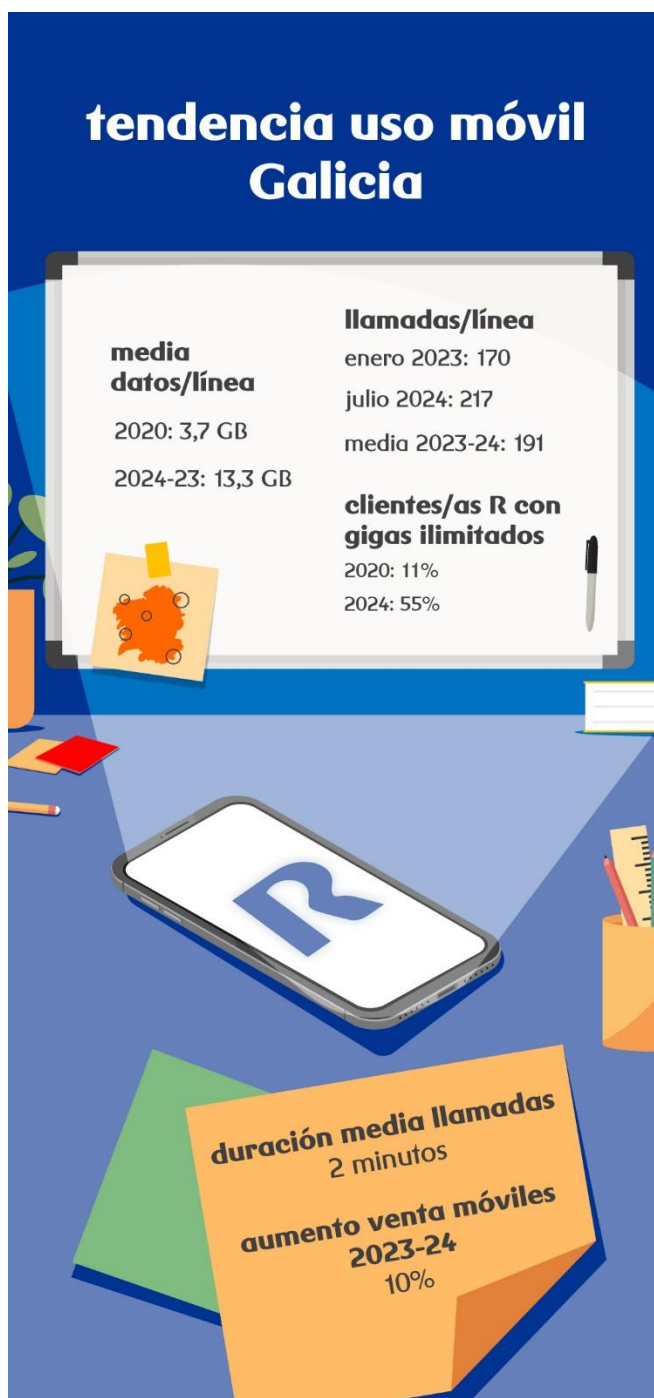 tendencia uso móvil
Galicia
media
datos/línea
2020: 3,7 GB
2024-23: 13,3 GB
llamadas/línea
enero 2023: 170
julio 2024: 217
media 2023-24: 191
clientes/as R con
gigas ilimitados
2020: 11%
2024: 55%
R
duración media llamadas
2 minutos
aumento venta móviles
2023-24
10%